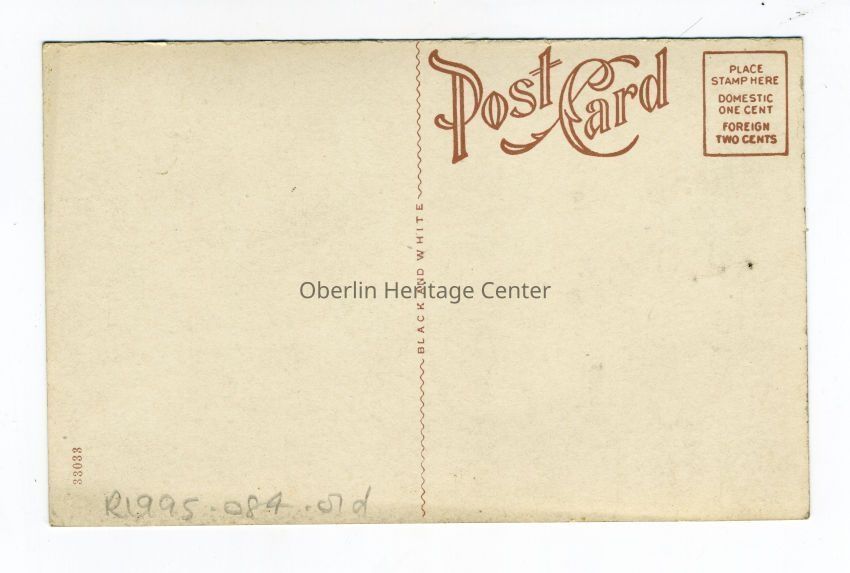 Post Card
PLACE
STAMP HERE
DOMESTIC
ONE CENT
FOREIGN
TWO CENTS
BLACK AND WHITE
Oberlin Heritage Center
33033
R1995.084.01d